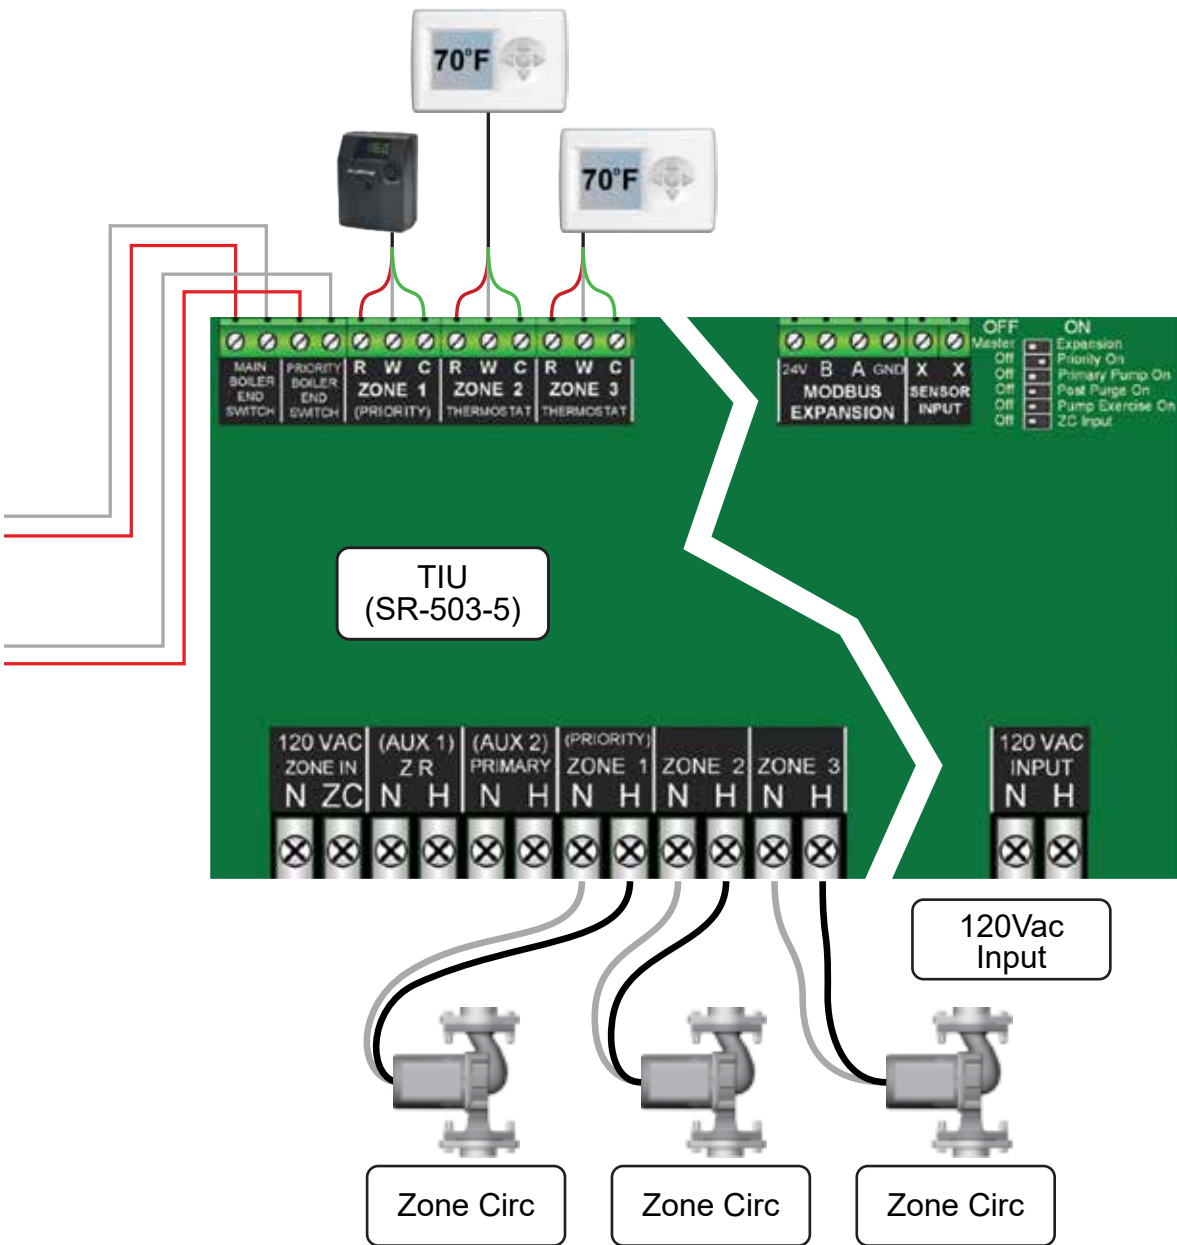 70°F
70°F
MAIN BOILER END SWITCH
PRIORITY BOILER END SWITCH
R W C
ZONE 1
(PRIORITY)
R W C
ZONE 2
THERMOSTAT
R W C
ZONE 3
THERMOSTAT
24V B A GND
MODBUS
EXPANSION
X X
SENSOR
INPUT
OFF ON
Master Expansion
Off Priority On
Off Primary Pump On
Off Post Purge On
Off Pump Exercise On
Off ZC Input
TIU
(SR-503-5)
120 VAC
ZONE IN
N ZC
(AUX 1)
Z R
N H
(AUX 2)
PRIMARY
N H
(PRIORITY)
ZONE 1
N H
ZONE 2
N H
ZONE 3
N H
120 VAC
INPUT
N H
120Vac
Input
Zone Circ
Zone Circ
Zone Circ